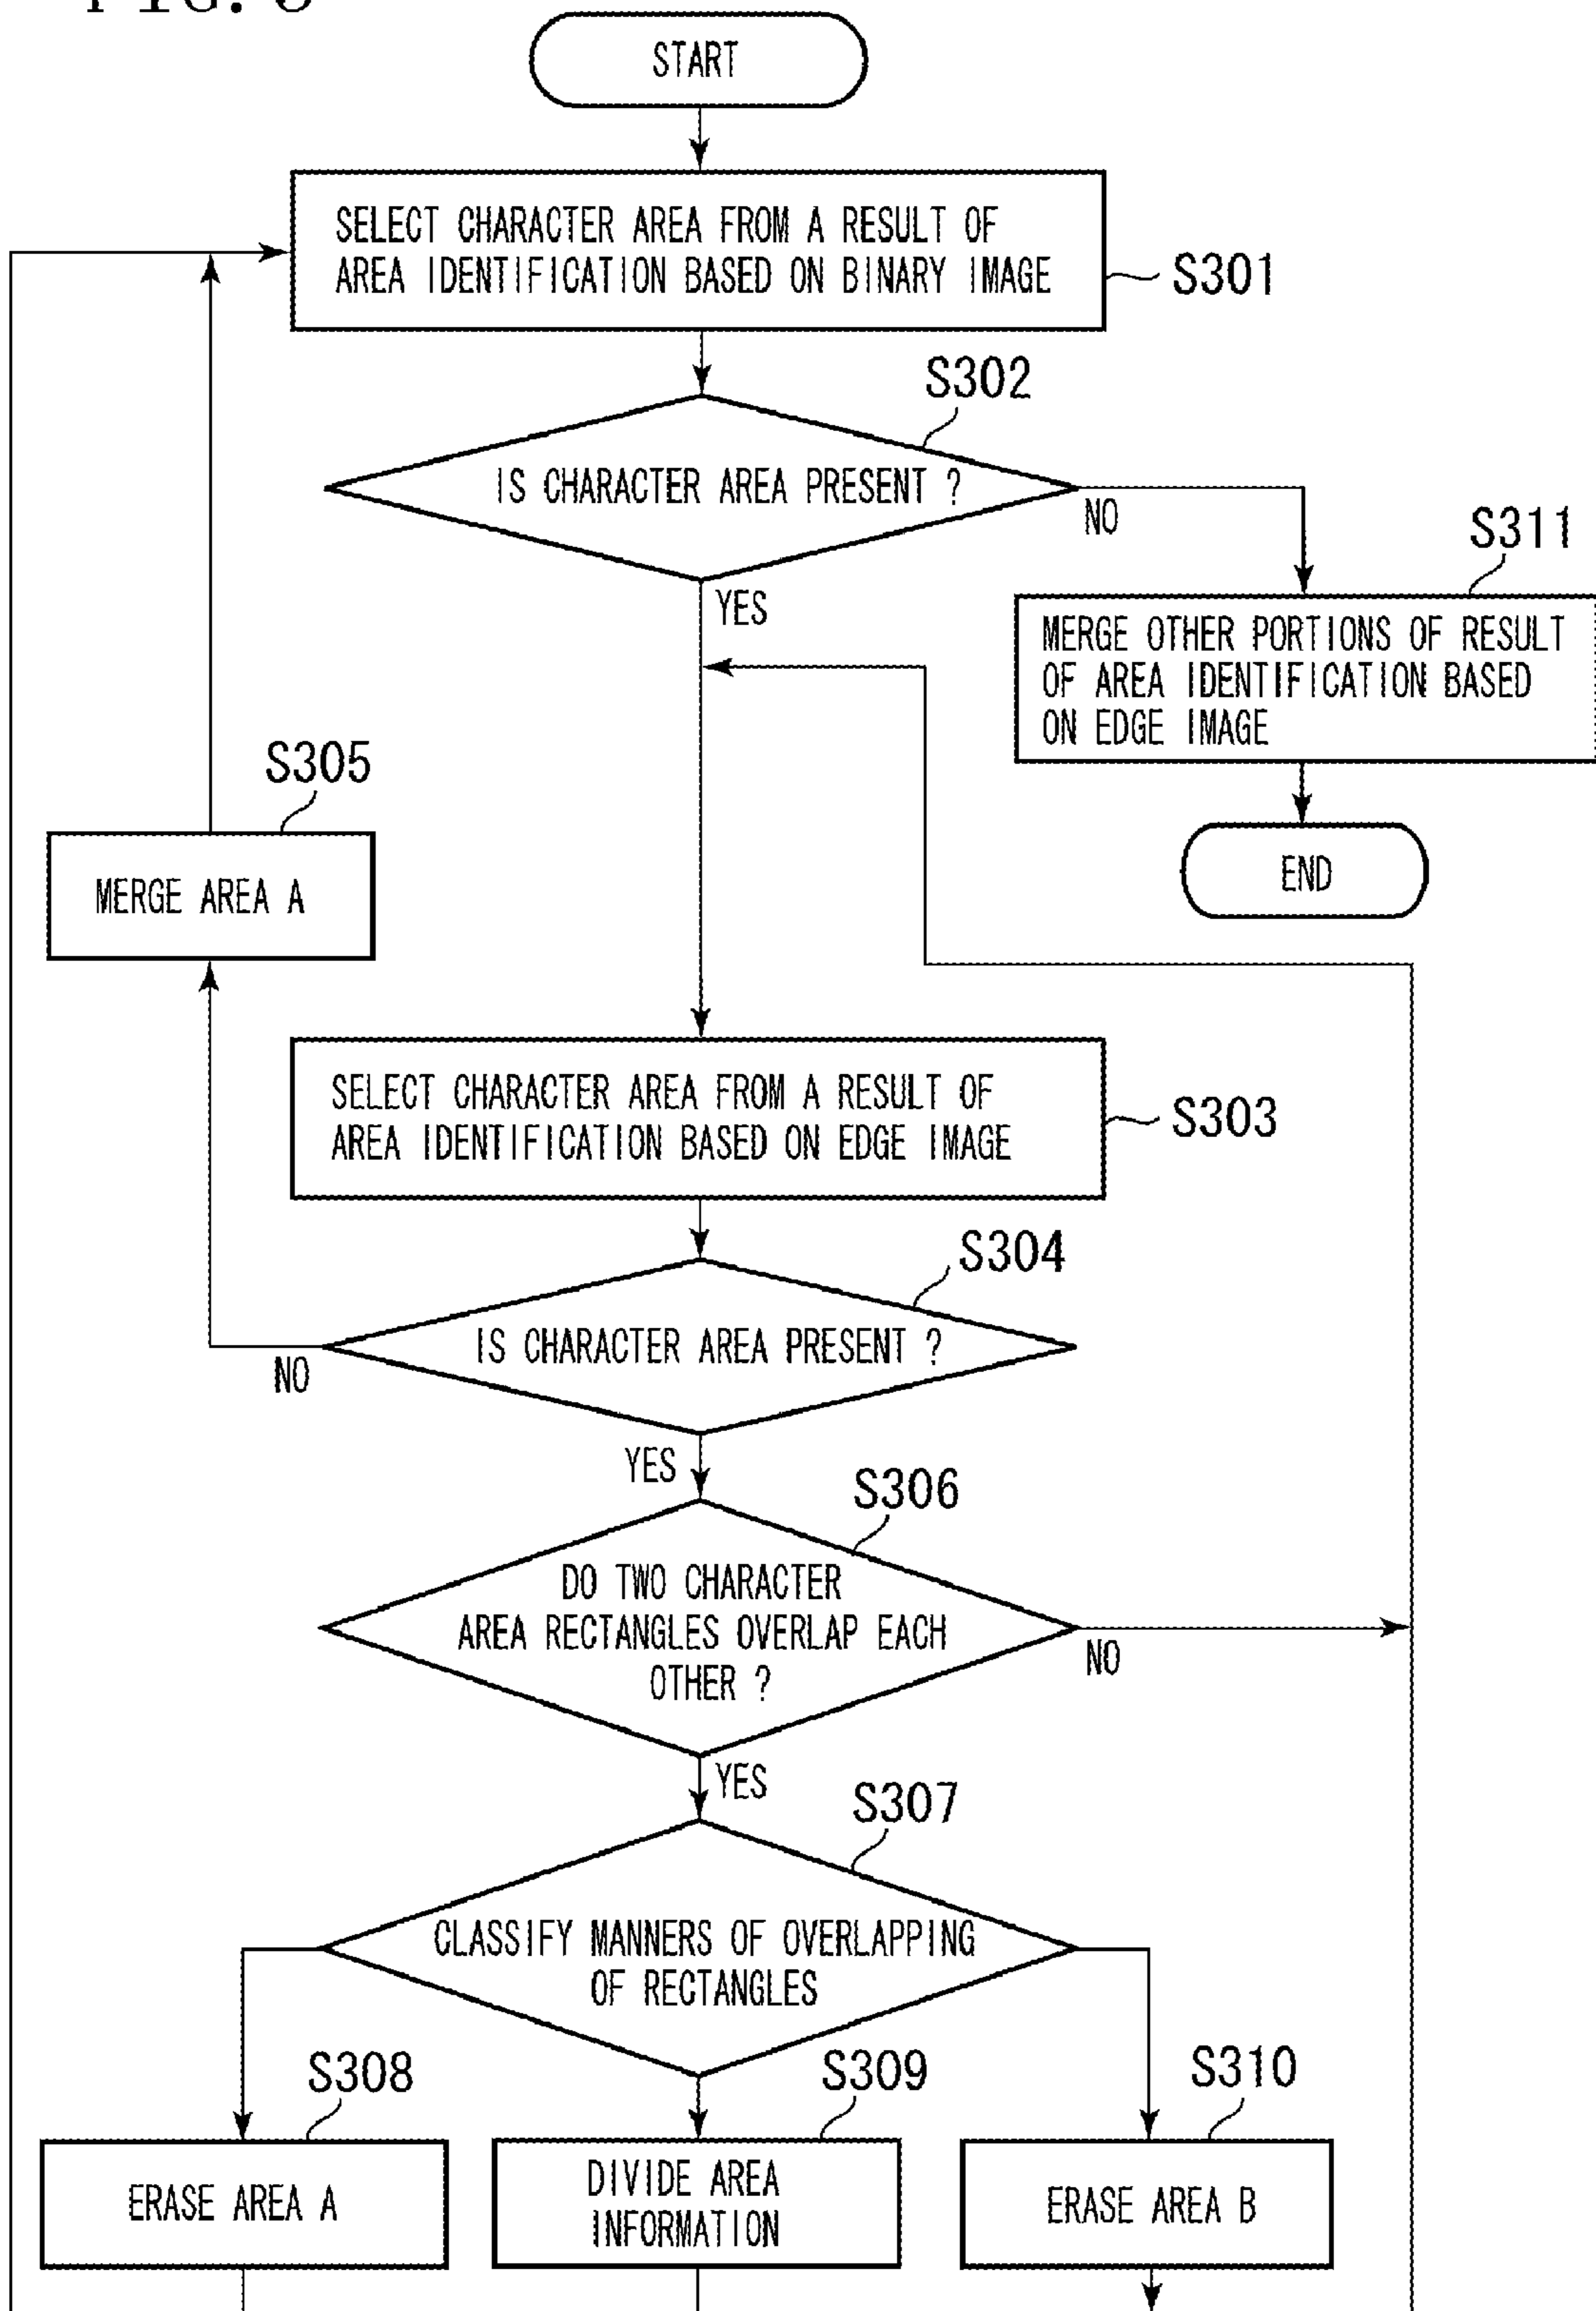 START
SELECT CHARACTER AREA FROM A RESULT OF
AREA IDENTIFICATION BASED ON BINARY IMAGE
S301
S302
IS CHARACTER AREA PRESENT ?
NO
YES
S311
MERGE OTHER PORTIONS OF RESULT
OF AREA IDENTIFICATION BASED
ON EDGE IMAGE
END
S305
MERGE AREA A
SELECT CHARACTER AREA FROM A RESULT OF
AREA IDENTIFICATION BASED ON EDGE IMAGE
S303
S304
IS CHARACTER AREA PRESENT ?
NO
YES
S306
DO TWO CHARACTER
AREA RECTANGLES OVERLAP EACH
OTHER ?
NO
YES
S307
CLASSIFY MANNERS OF OVERLAPPING
OF RECTANGLES
S308
ERASE AREA A
S309
DIVIDE AREA
INFORMATION
S310
ERASE AREA B